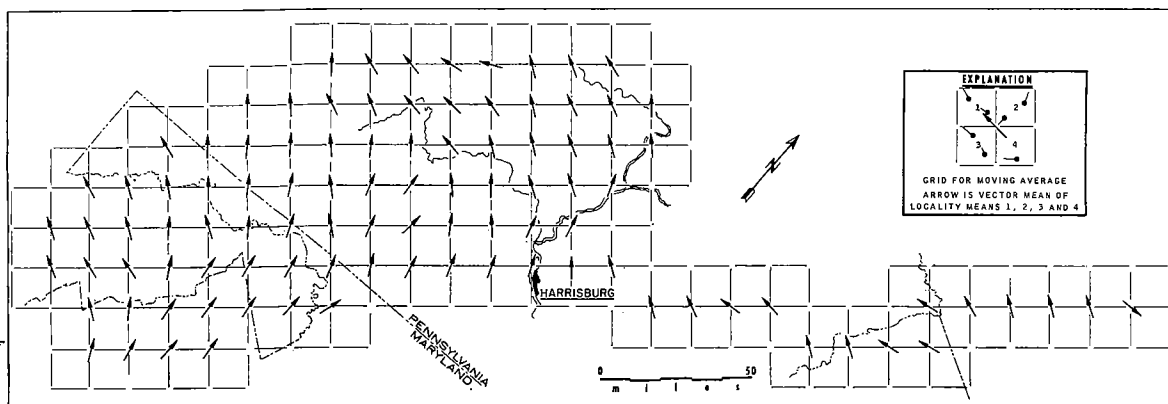 EXPLANATION
1
2
3
4
GRID FOR MOVING AVERAGE
ARROW IS VECTOR MEAN OF
LOCALITY MEANS 1, 2, 3 AND 4
N
HARRISBURG
PENNSYLVANIA
MARYLAND.
0 50
miles